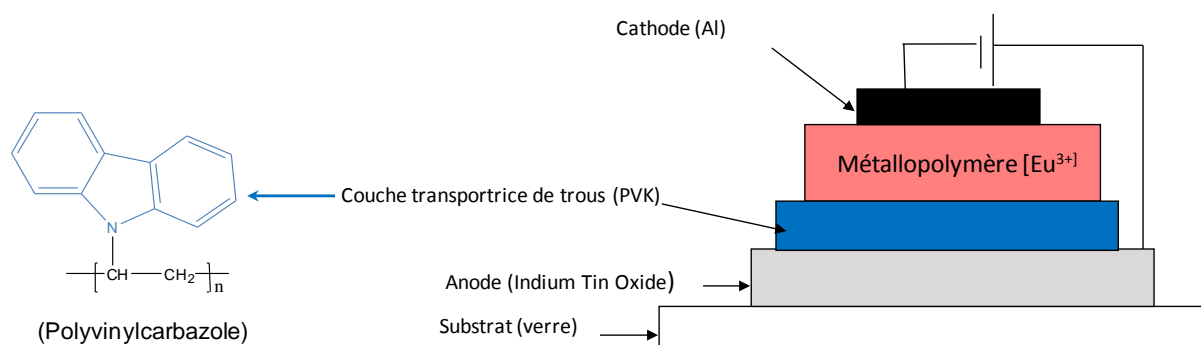 Cathode (Al)
Métallopolymère [Eu³⁺]
Couche transportrice de trous (PVK)
N
CH
CH₂
n
Anode (Indium Tin Oxide)
Substrat (verre)
(Polyvinylcarbazole)